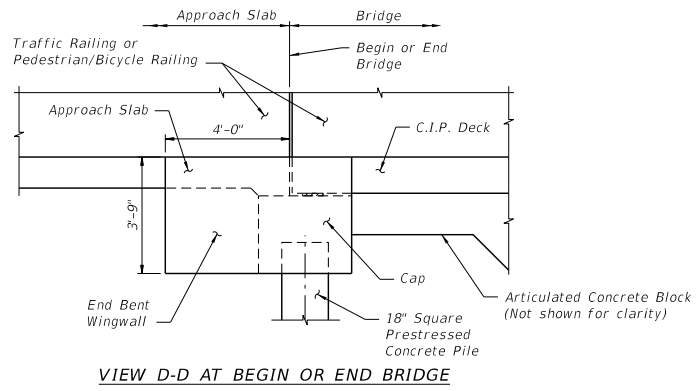 Approach Slab
Bridge
Traffic Railing or
Pedestrian/Bicycle Railing
Begin or End
Bridge
Approach Slab
4'-0"
C.I.P. Deck
3'-9"
Cap
End Bent
Wingwall
18" Square
Prestressed
Concrete Pile
Articulated Concrete Block
(Not shown for clarity)
VIEW D-D AT BEGIN OR END BRIDGE